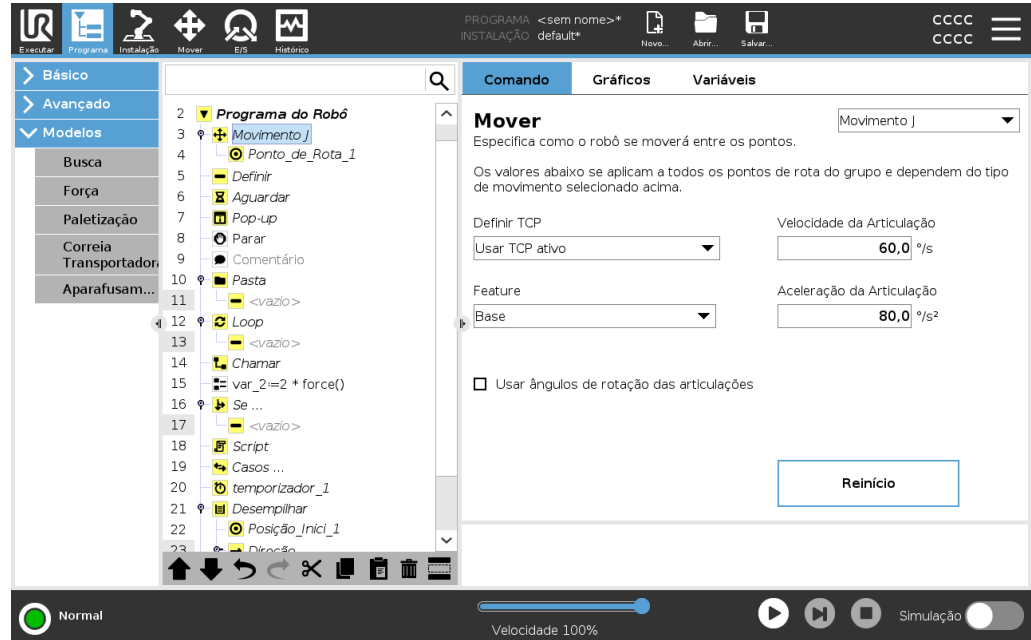 UR
Executar
Programa
Instalação
Mover
E/S
Histórico
PROGRAMA <sem nome>*
INSTALAÇÃO default*
Novo...
Abrir...
Salvar...
CCCC
CCCC
Básico
Avançado
Modelos
Busca
Força
Paletização
Correia
Transportador
Aparafusam...
2 Programa do Robô
3 Movimento J
4 Ponto_de_Rota_1
5 Definir
6 Aguardar
7 Pop-up
8 Parar
9 Comentário
10 Pasta
11 <vazio>
12 Loop
13 <vazio>
14 Chamar
15 var_2:=2 * force()
16 Se ...
17 <vazio>
18 Script
19 Casos ...
20 temporizador_1
21 Desempilhar
22 Posição_Inici_1
23 Direção
Comando Gráficos Variáveis
Mover
Movimento J
Especifica como o robô se moverá entre os pontos.
Os valores abaixo se aplicam a todos os pontos de rota do grupo e dependem do tipo
de movimento selecionado acima.
Definir TCP
Velocidade da Articulação
Usar TCP ativo
60,0 °/s
Feature
Aceleração da Articulação
Base
80,0 °/s²
Usar ângulos de rotação das articulações
Reinício
Normal
Velocidade 100%
Simulação